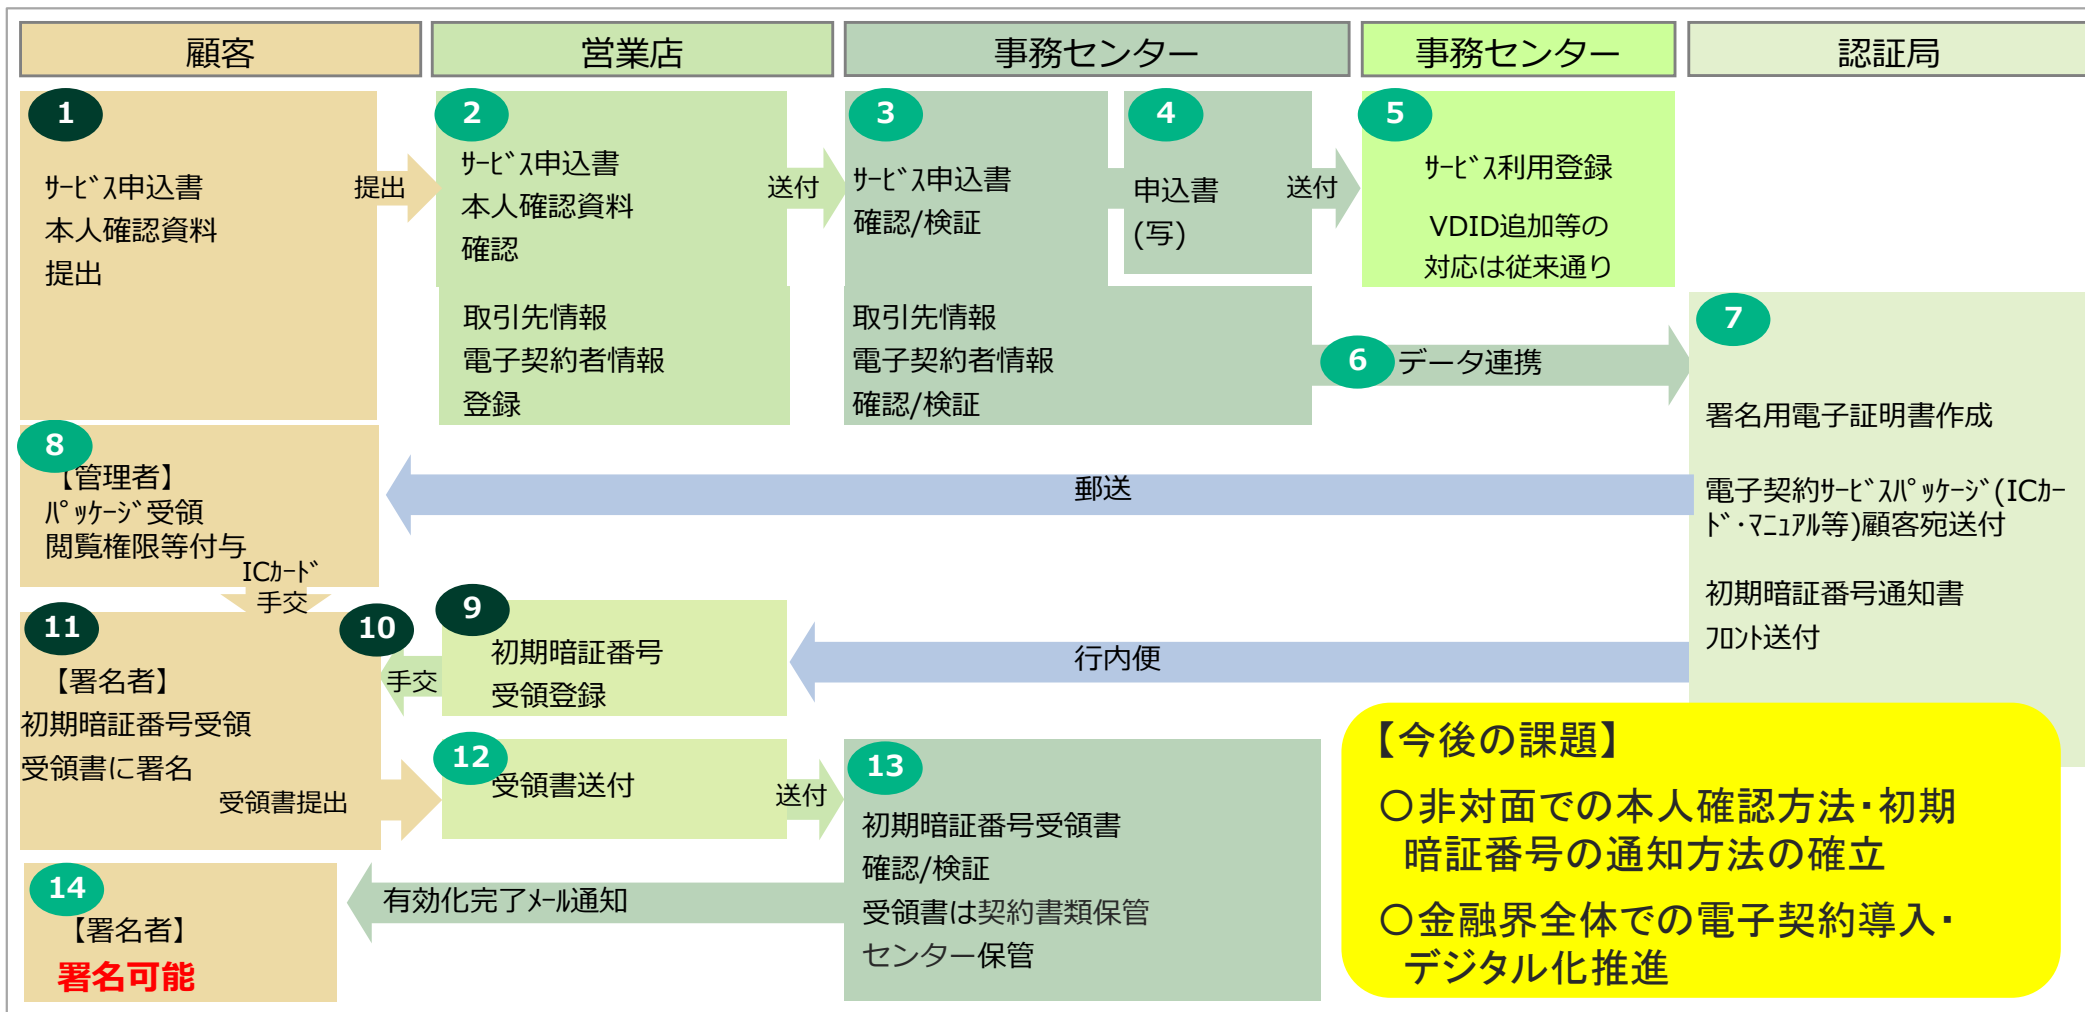 顧客
営業店
事務センター
事務センター
認証局
1
ｻｰﾋﾞｽ申込書
本人確認資料
提出
提出
2
ｻｰﾋﾞｽ申込書
本人確認資料
確認
取引先情報
電子契約者情報
登録
送付
3
ｻｰﾋﾞｽ申込書
確認/検証
取引先情報
電子契約者情報
確認/検証
4
申込書
(写)
送付
5
ｻｰﾋﾞｽ利用登録
VDID追加等の
対応は従来通り
6
データ連携
7
署名用電子証明書作成
電子契約ｻｰﾋﾞｽﾊﾟｯｹｰｼﾞ(ICｶｰ
ﾄﾞ･ﾏﾆｭｱﾙ等)顧客宛送付
初期暗証番号通知書
ﾌﾛﾝﾄ送付
郵送
8
【管理者】
ﾊﾟｯｹｰｼﾞ受領
閲覧権限等付与
ICｶｰﾄﾞ
手交
行内便
9
初期暗証番号
受領登録
10
手交
11
【署名者】
初期暗証番号受領
受領書に署名
受領書提出
12
受領書送付
送付
13
初期暗証番号受領書
確認/検証
受領書は契約書類保管
センター保管
有効化完了ﾒｰﾙ通知
14
【署名者】
署名可能
【今後の課題】
〇非対面での本人確認方法・初期
暗証番号の通知方法の確立
〇金融界全体での電子契約導入・
デジタル化推進